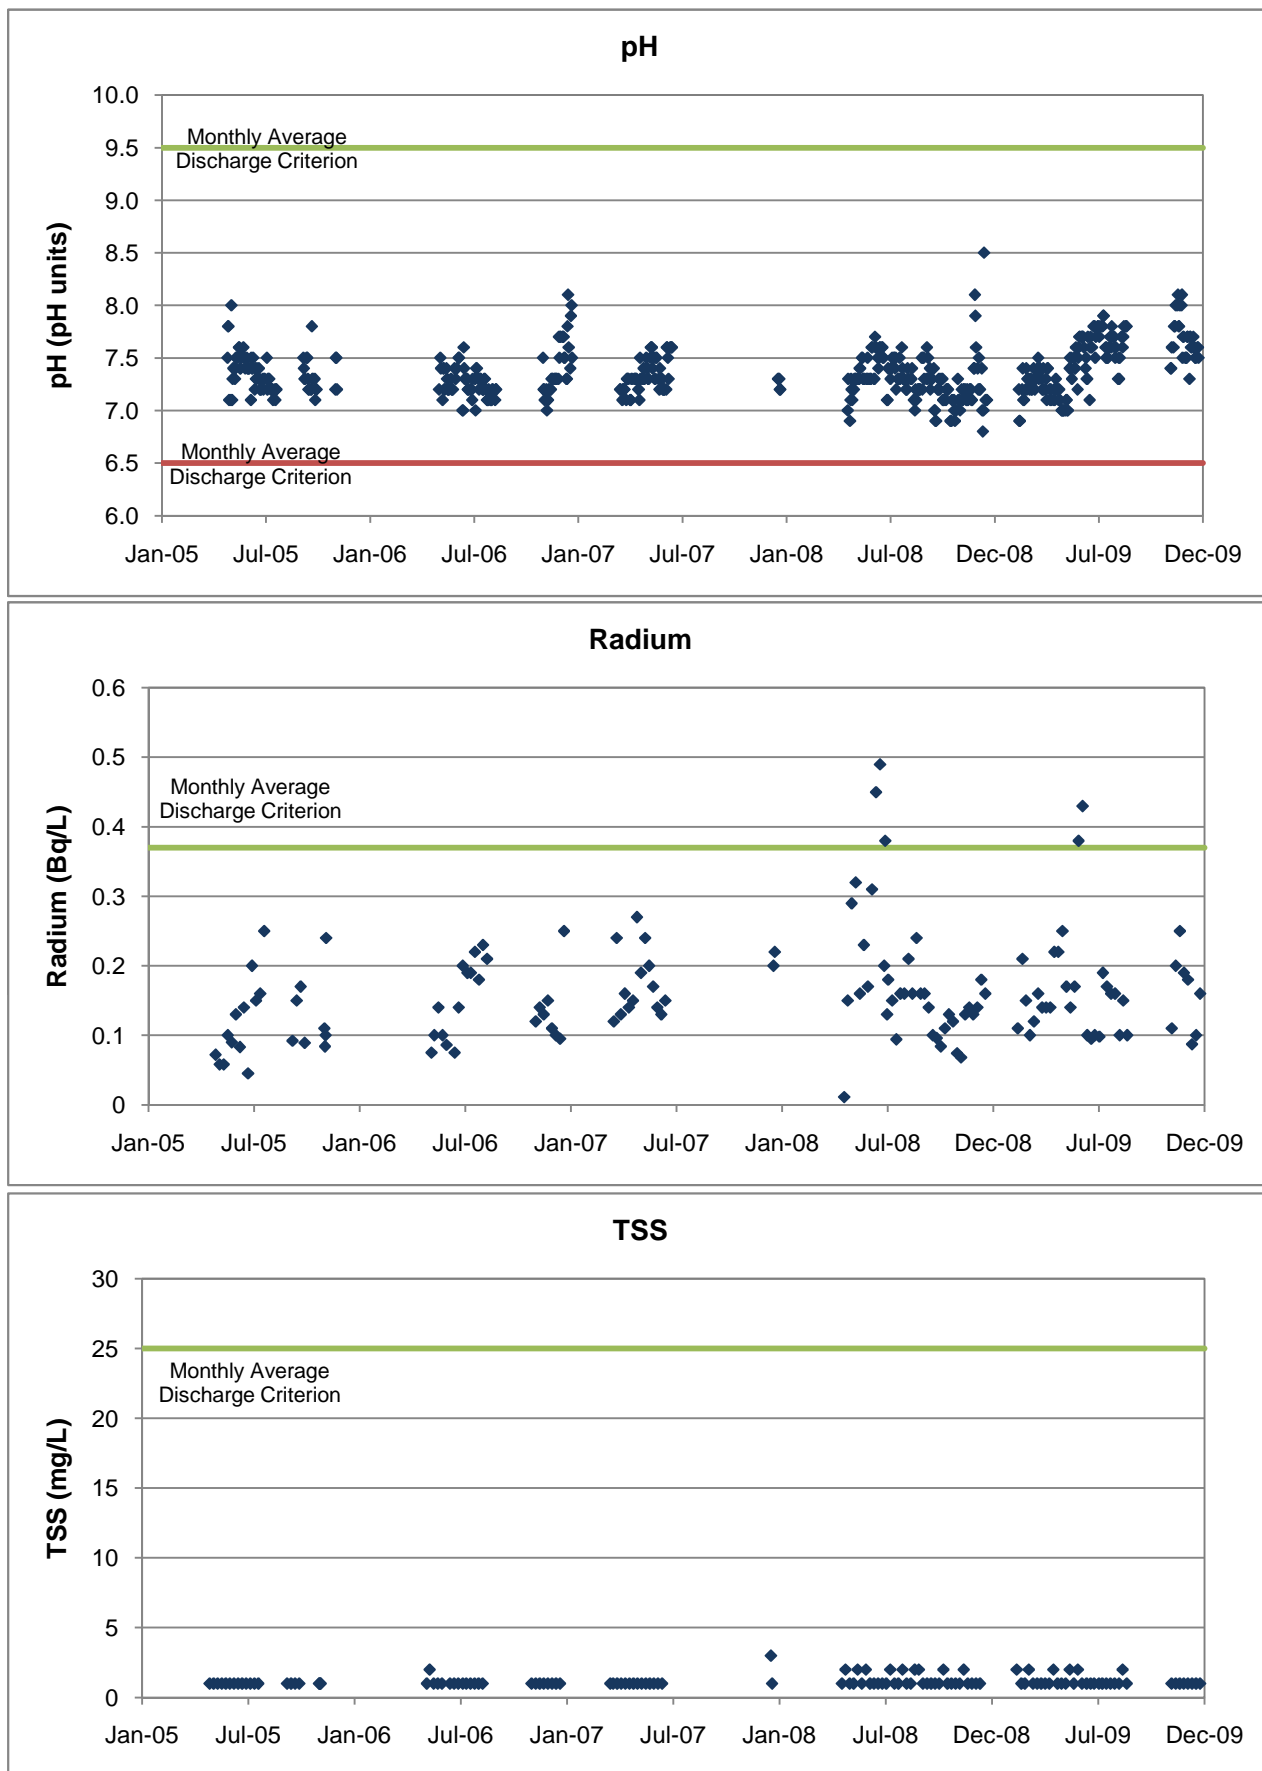 pH
10.0
9.5
9.0
8.5
8.0
7.5
7.0
6.5
6.0
pH (pH units)
Monthly Average
Discharge Criterion
Monthly Average
Discharge Criterion
Jan-05 Jul-05 Jan-06 Jul-06 Jan-07 Jul-07 Jan-08 Jul-08 Dec-08 Jul-09 Dec-09
Radium
0.6
0.5
0.4
0.3
0.2
0.1
0
Radium (Bq/L)
Monthly Average
Discharge Criterion
Jan-05 Jul-05 Jan-06 Jul-06 Jan-07 Jul-07 Jan-08 Jul-08 Dec-08 Jul-09 Dec-09
TSS
30
25
20
15
10
5
0
TSS (mg/L)
Monthly Average
Discharge Criterion
Jan-05 Jul-05 Jan-06 Jul-06 Jan-07 Jul-07 Jan-08 Jul-08 Dec-08 Jul-09 Dec-09